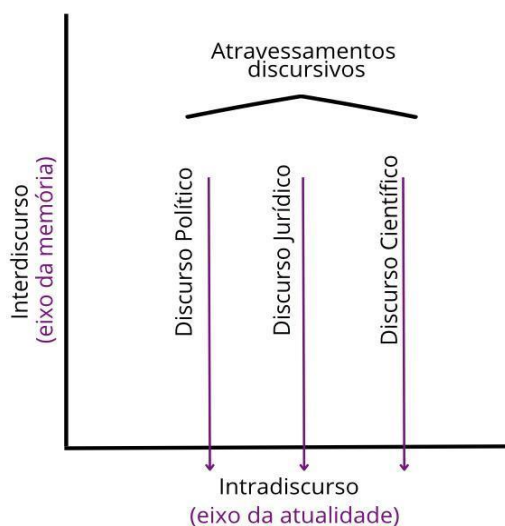 Atravessamentos
discursivos
Interdiscurso
(eixo da memória)
Discurso Político
Discurso Jurídico
Discurso Científico
Intradiscurso
(eixo da atualidade)